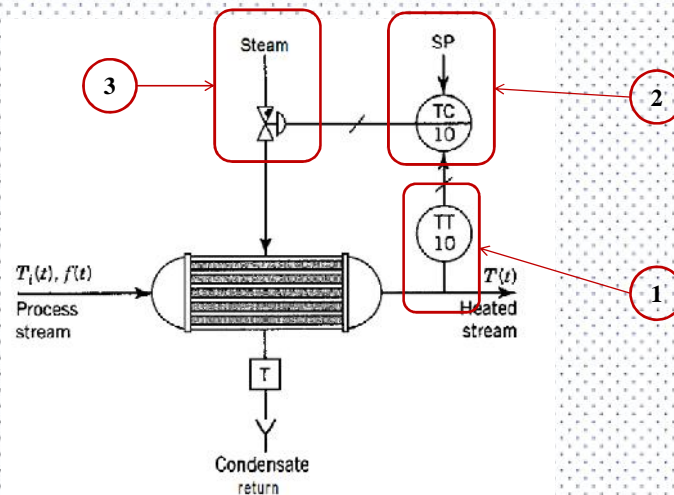 Steam
SP
3
2
TC
10
TT
10
T_i(t), f(t)
T(t)
Process
stream
Heated
stream
1
T
Condensate
return